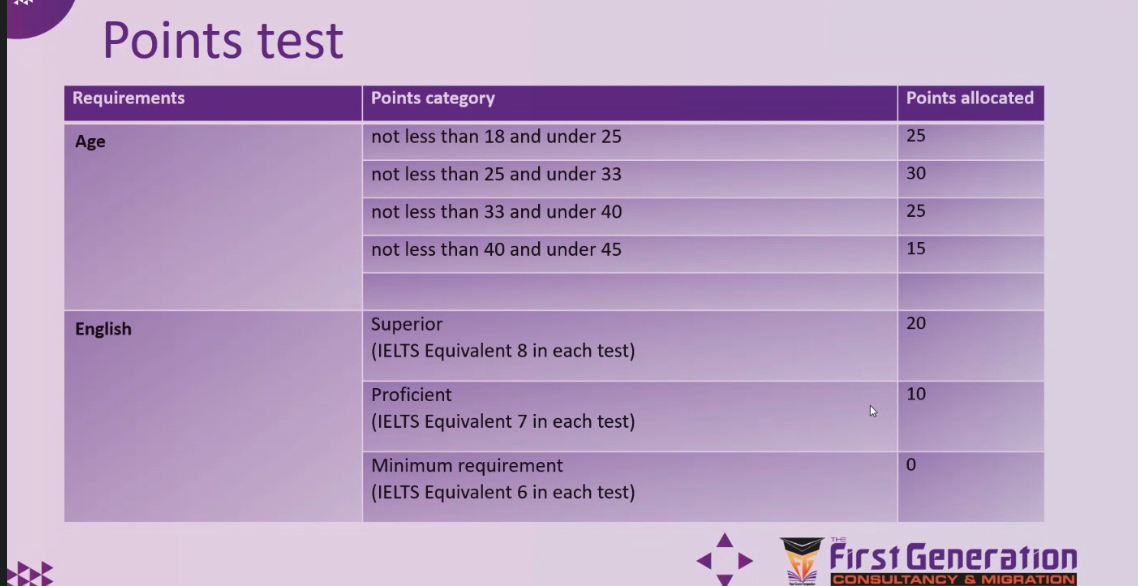 Points test
Requirements Points category Points allocated
Age not less than 18 and under 25 25
not less than 25 and under 33 30
not less than 33 and under 40 25
not less than 40 and under 45 15
English Superior 20
(IELTS Equivalent 8 in each test)
Proficient 10
(IELTS Equivalent 7 in each test)
Minimum requirement 0
(IELTS Equivalent 6 in each test)
THE
First Generation
CONSULTANCY & MIGRATION